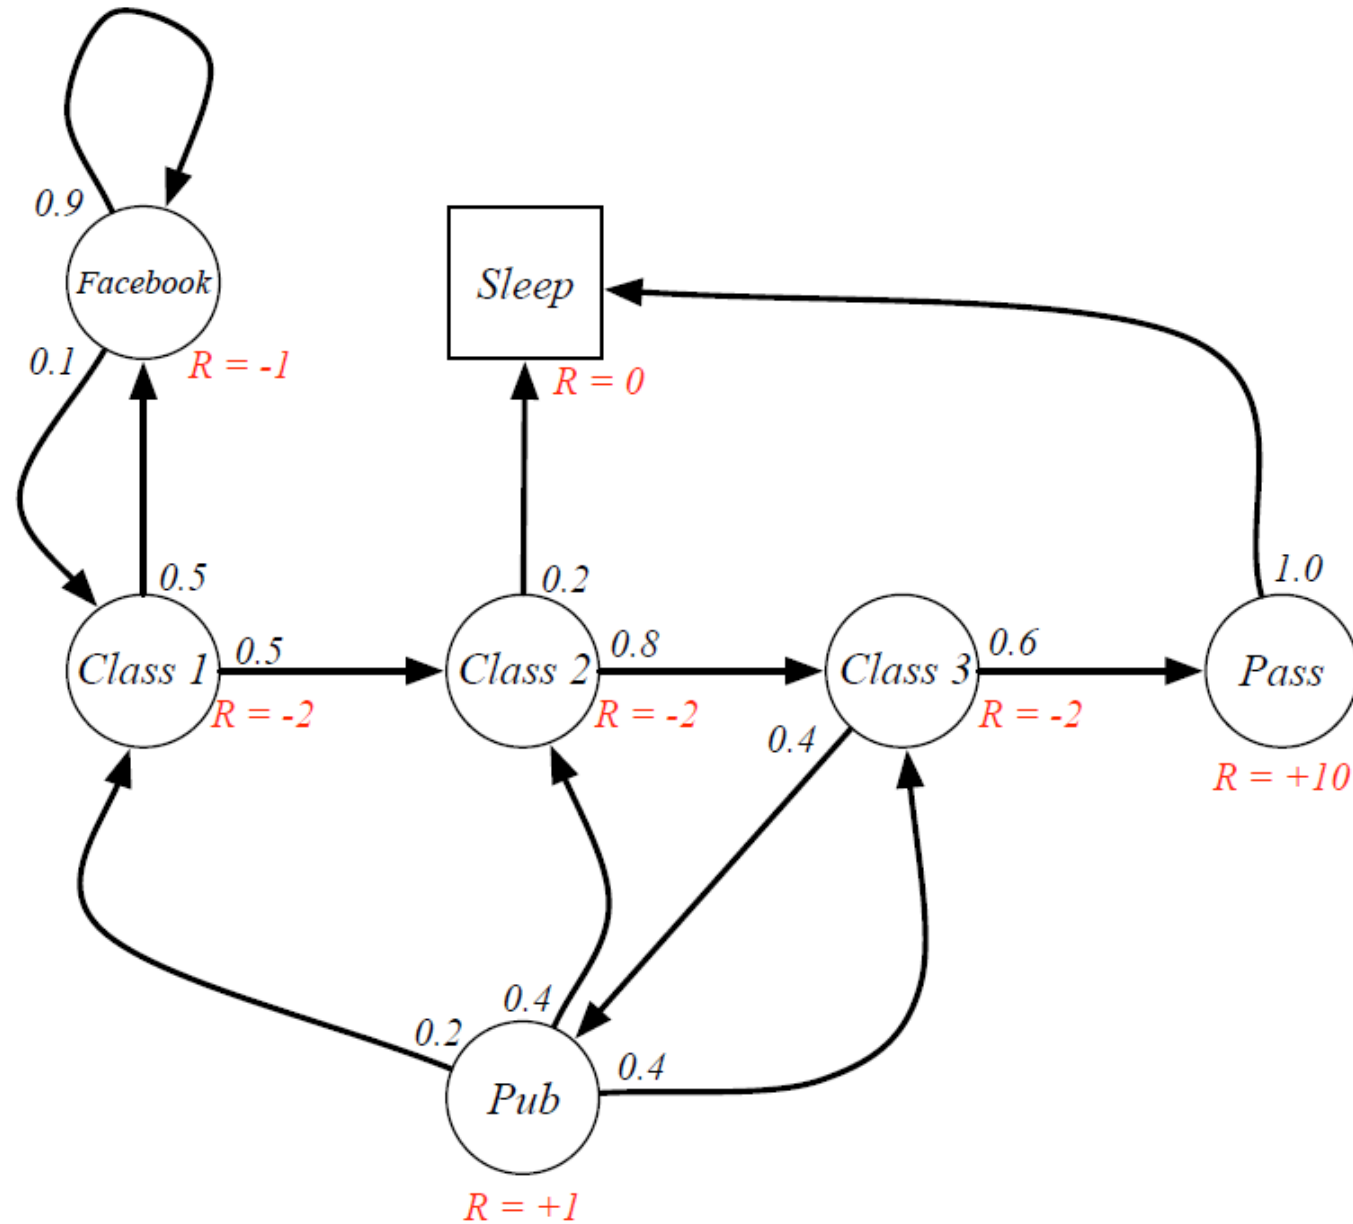 0.9
Facebook
Sleep
0.1
R = -1
R = 0
0.5
0.2
1.0
Class 1
0.5
Class 2
0.8
Class 3
0.6
Pass
R = -2
R = -2
R = -2
0.4
R = +10
0.4
0.2
0.4
Pub
R = +1